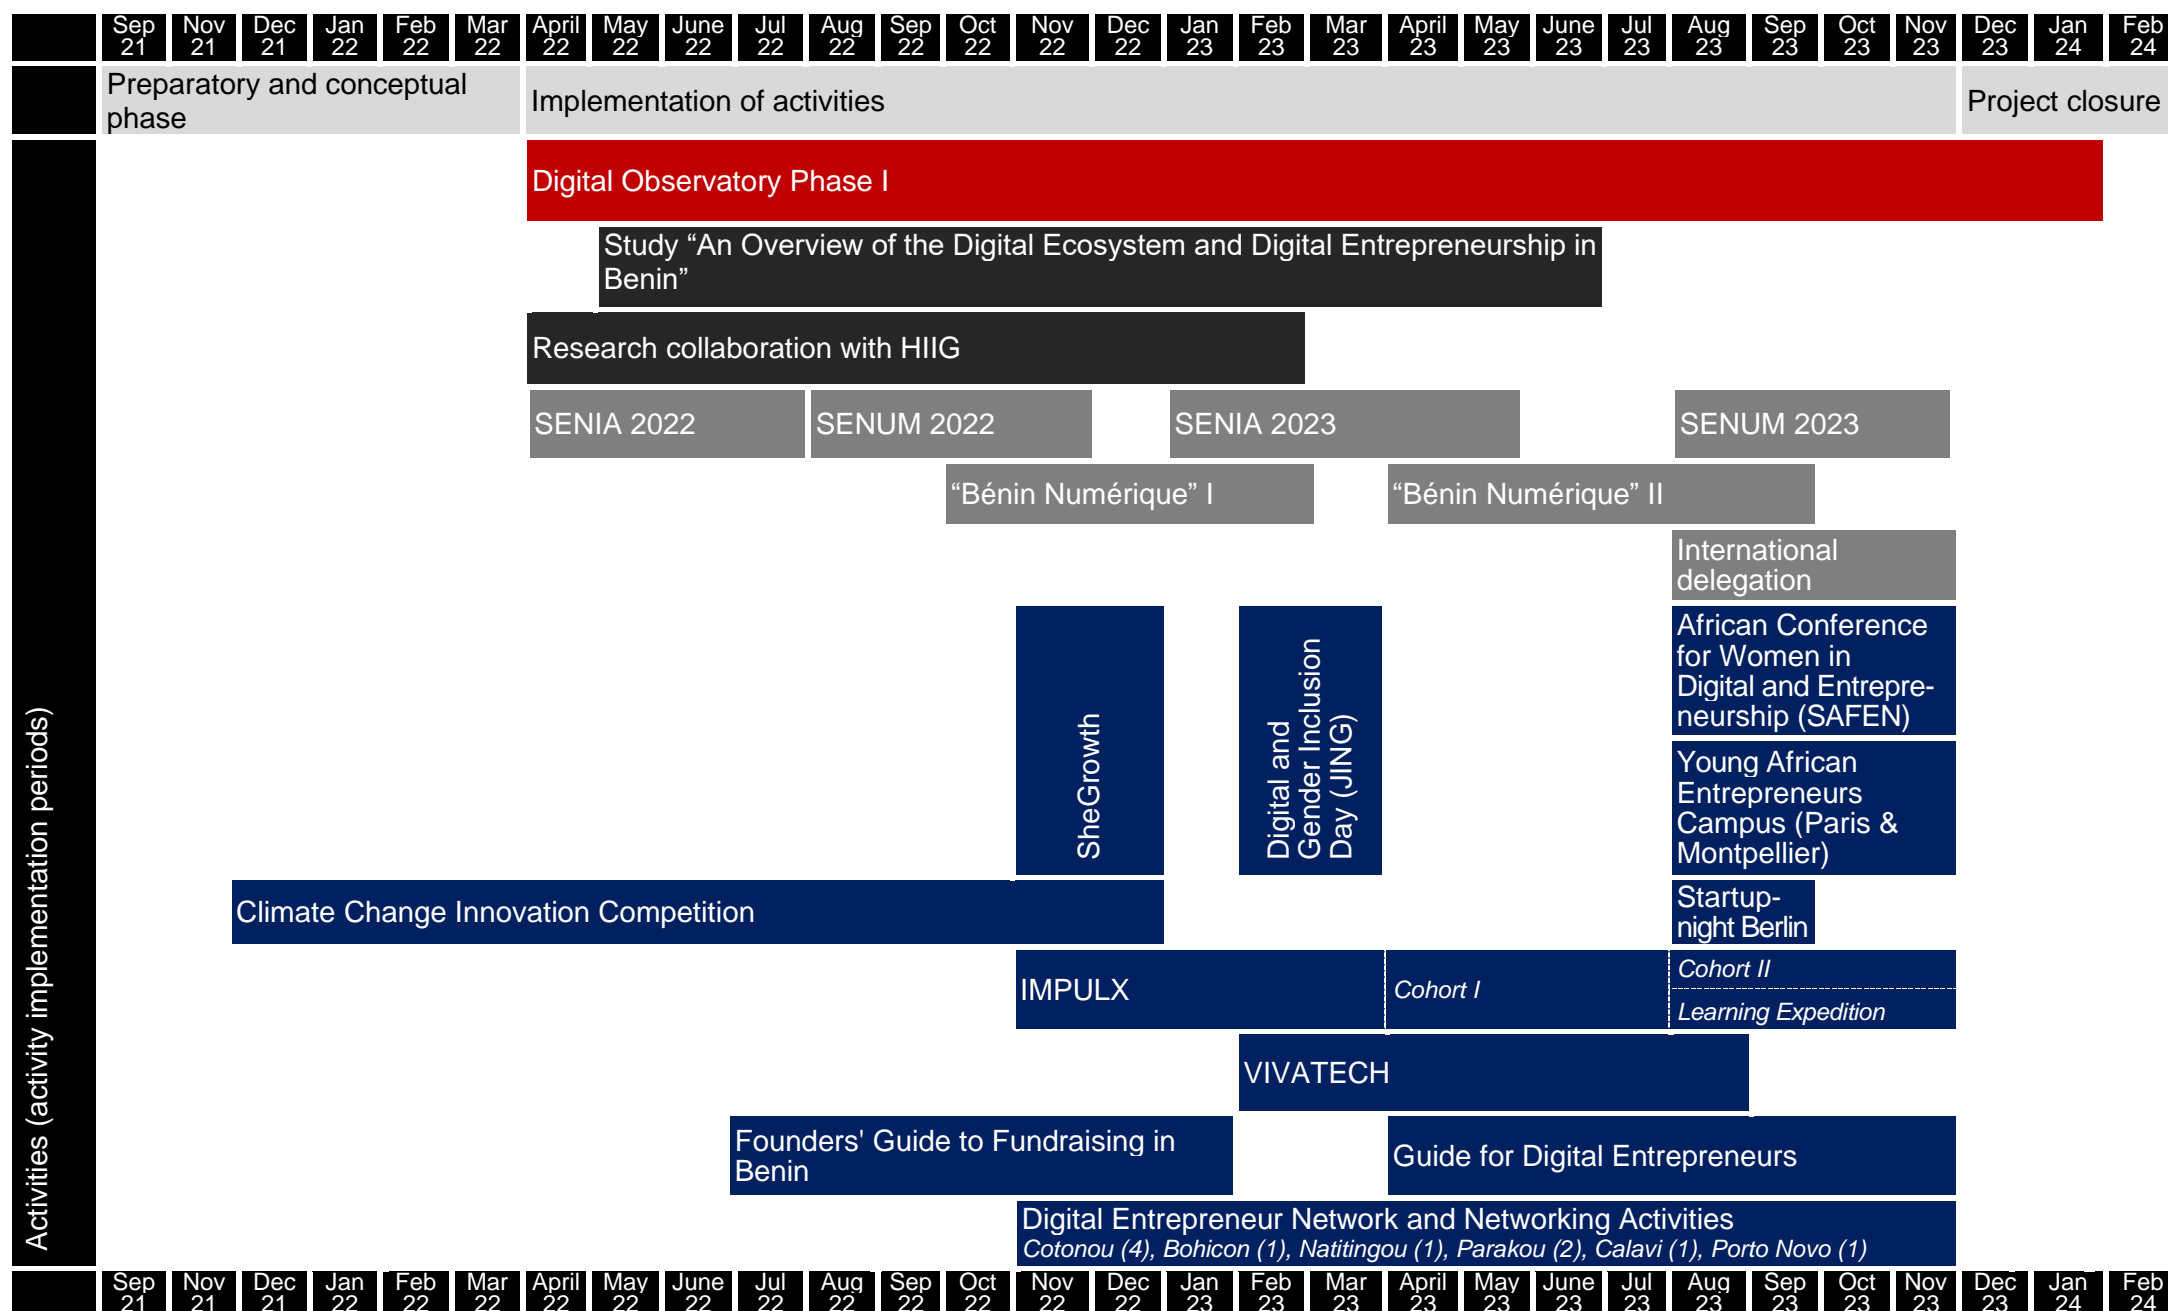 Sep Nov Dec Jan Feb Mar April May June Jul Aug Sep Oct Nov Dec Jan Feb Mar April May June Jul Aug Sep Oct Nov Dec Jan Feb
21 21 21 22 22 22 22 22 22 22 22 22 22 22 22 23 23 23 23 23 23 23 23 23 23 23 23 24 24
Preparatory and conceptual
phase
Implementation of activities
Project closure
Activities (activity implementation periods)
Digital Observatory Phase I
Study “An Overview of the Digital Ecosystem and Digital Entrepreneurship in
Benin”
Research collaboration with HIIG
SENIA 2022
SENUM 2022
SENIA 2023
SENUM 2023
“Bénin Numérique” I
“Bénin Numérique” II
International
delegation
SheGrowth
Digital and
Gender Inclusion
Day (JING)
African Conference
for Women in
Digital and Entrepre-
neurship (SAFEN)
Young African
Entrepreneurs
Campus (Paris &
Montpellier)
Climate Change Innovation Competition
Startup-
night Berlin
IMPULX
Cohort I
Cohort II
Learning Expedition
VIVATECH
Founders' Guide to Fundraising in
Benin
Guide for Digital Entrepreneurs
Digital Entrepreneur Network and Networking Activities
Cotonou (4), Bohicon (1), Natitingou (1), Parakou (2), Calavi (1), Porto Novo (1)
Sep Nov Dec Jan Feb Mar April May June Jul Aug Sep Oct Nov Dec Jan Feb Mar April May June Jul Aug Sep Oct Nov Dec Jan Feb
21 21 21 22 22 22 22 22 22 22 22 22 22 22 22 23 23 23 23 23 23 23 23 23 23 23 23 24 24